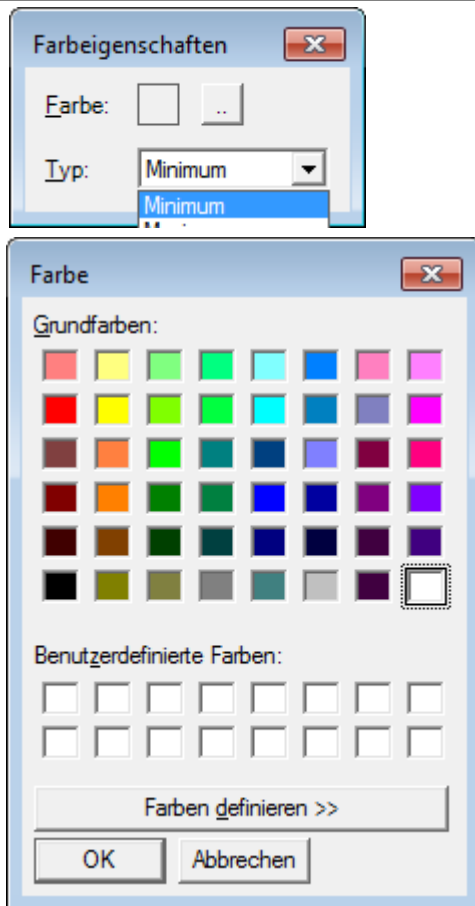 Farbeigenschaften
Farbe:
..
Typ:
Minimum
Minimum
Farbe
Grundfarben:
Benutzerdefinierte Farben:
Farben definieren >>
OK
Abbrechen